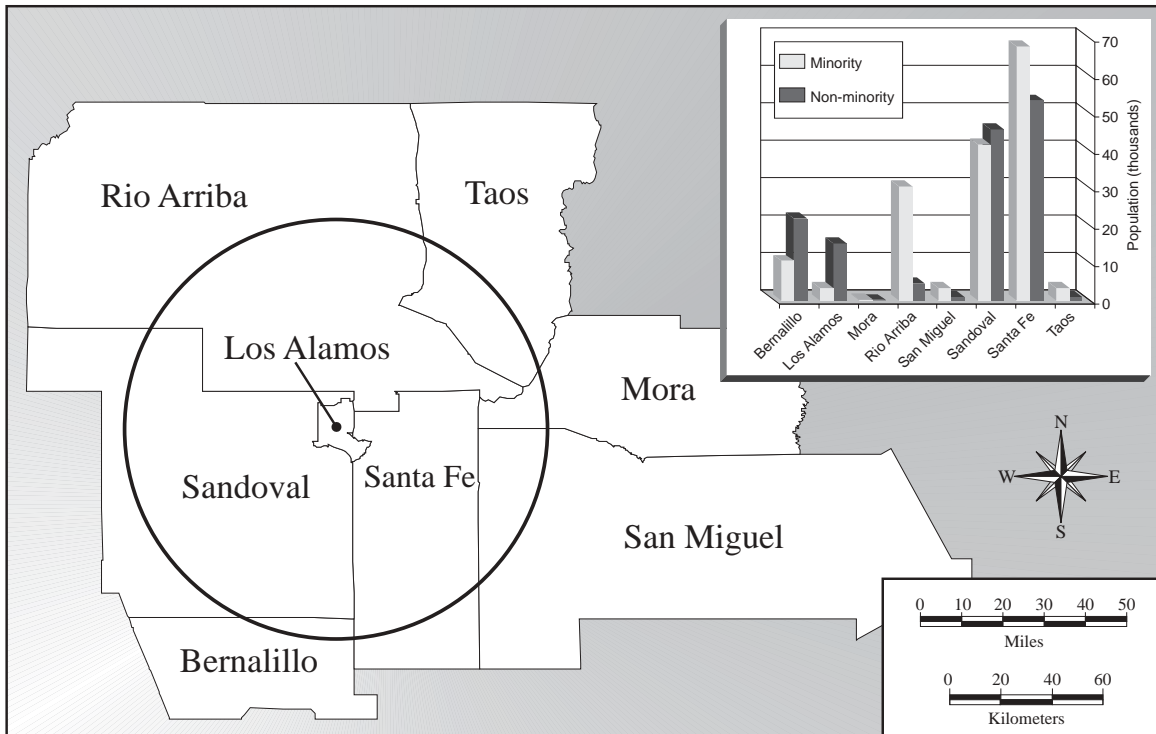 Rio Arriba
Taos
Los Alamos
Mora
Sandoval
Santa Fe
San Miguel
Bernalillo
Minority
Non-minority
70
60
50
40
30
20
10
0
Population (thousands)
Bernalillo
Los Alamos
Mora
Rio Arriba
San Miguel
Sandoval
Santa Fe
Taos
N
W E
S
0 10 20 30 40 50
Miles
0 20 40 60
Kilometers